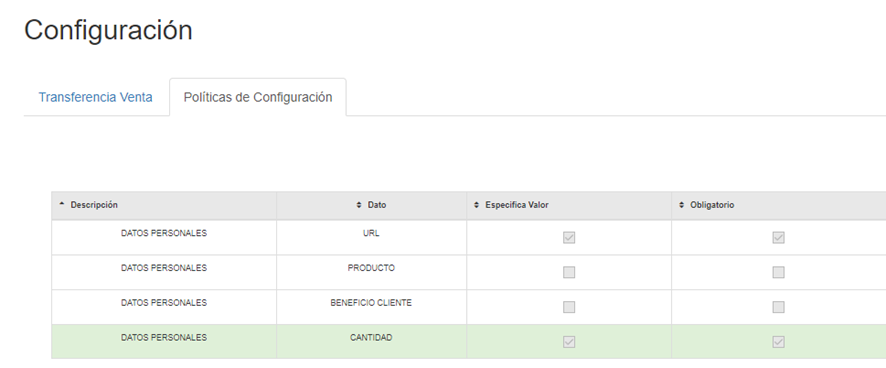 Configuración
Transferencia Venta Políticas de Configuración
Descripción Dato Especifica Valor Obligatorio
DATOS PERSONALES URL
DATOS PERSONALES PRODUCTO
DATOS PERSONALES BENEFICIO CLIENTE
DATOS PERSONALES CANTIDAD